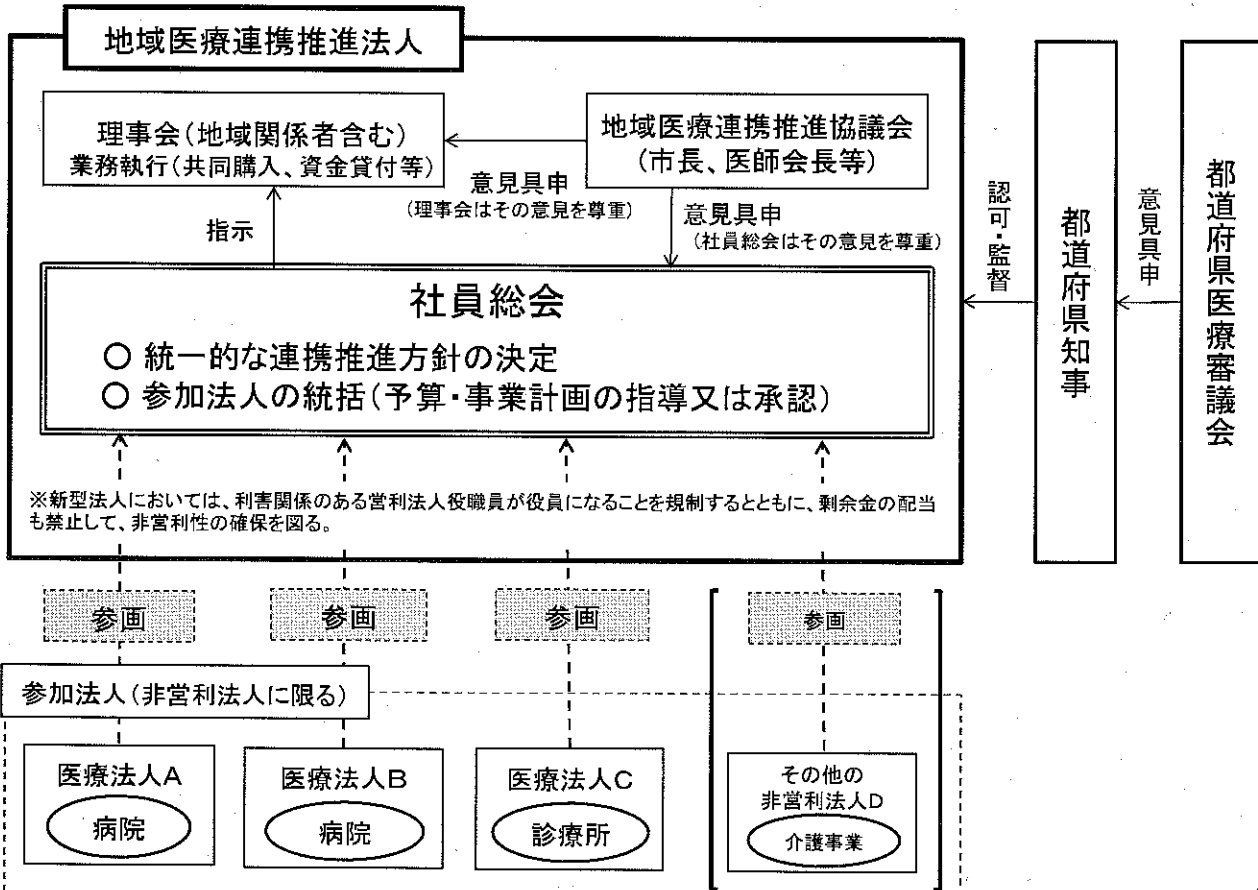 地域医療連携推進法人
理事会(地域関係者含む)
業務執行(共同購入、資金貸付等)
地域医療連携推進協議会
(市長、医師会長等)
意見具申
(理事会はその意見を尊重)
指示
意見具申
(社員総会はその意見を尊重)
社員総会
○ 統一的な連携推進方針の決定
○ 参加法人の統括(予算・事業計画の指導又は承認)
※新型法人においては、利害関係のある営利法人役職員が役員になることを規制するとともに、剰余金の配当
も禁止して、非営利性の確保を図る。
認可・監督
都道府県知事
意見具申
都道府県医療審議会
参画
参画
参画
参画
参加法人(非営利法人に限る)
医療法人A
病院
医療法人B
病院
医療法人C
診療所
その他の
非営利法人D
介護事業